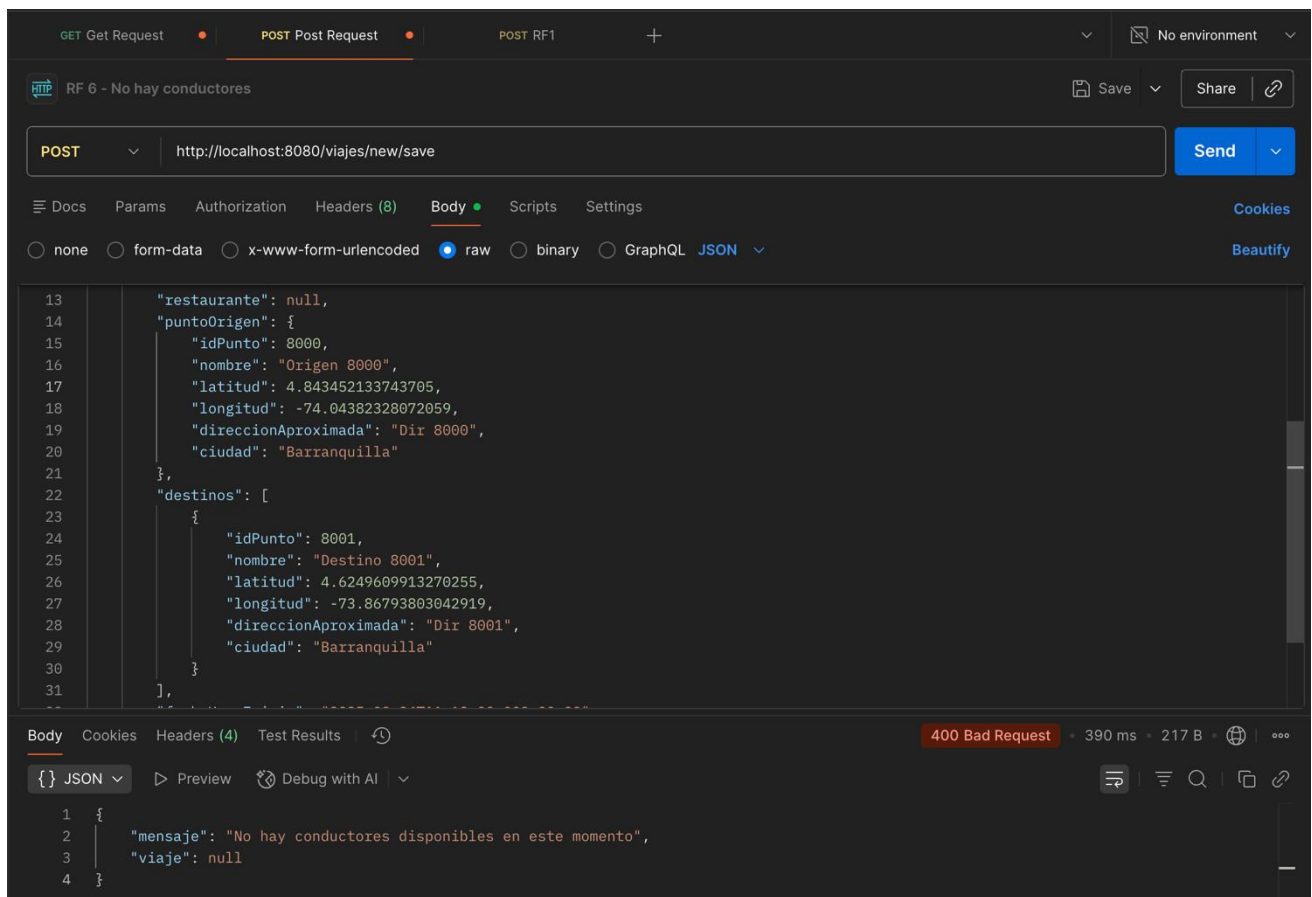 GET Get Request POST Post Request POST RF1 No environment
HTTP RF 6 - No hay conductores Save Share
POST http://localhost:8080/viajes/new/save Send
Docs Params Authorization Headers (8) Body Scripts Settings Cookies
none form-data x-www-form-urlencoded raw binary GraphQL JSON Beautify
13 "restaurante": null,
14 "puntoOrigen": {
15 "idPunto": 8000,
16 "nombre": "Origen 8000",
17 "latitud": 4.843452133743705,
18 "longitud": -74.04382328072059,
19 "direccionAproximada": "Dir 8000",
20 "ciudad": "Barranquilla"
21 },
22 "destinos": [
23 {
24 "idPunto": 8001,
25 "nombre": "Destino 8001",
26 "latitud": 4.6249609913270255,
27 "longitud": -73.86793803042919,
28 "direccionAproximada": "Dir 8001",
29 "ciudad": "Barranquilla"
30 }
31 ],
Body Cookies Headers (4) Test Results 400 Bad Request 390 ms 217 B
{} JSON Preview Debug with AI
1 {
2 "mensaje": "No hay conductores disponibles en este momento",
3 "viaje": null
4 }